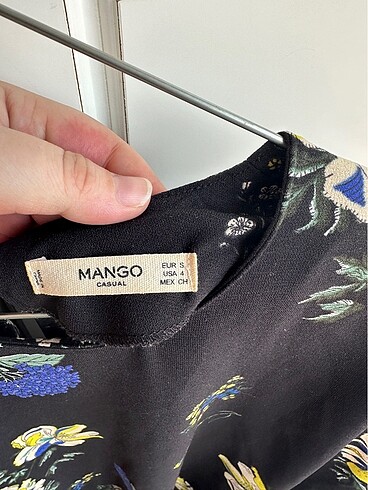 MANGO
CASUAL
EUR S
USA 4
MEX CH